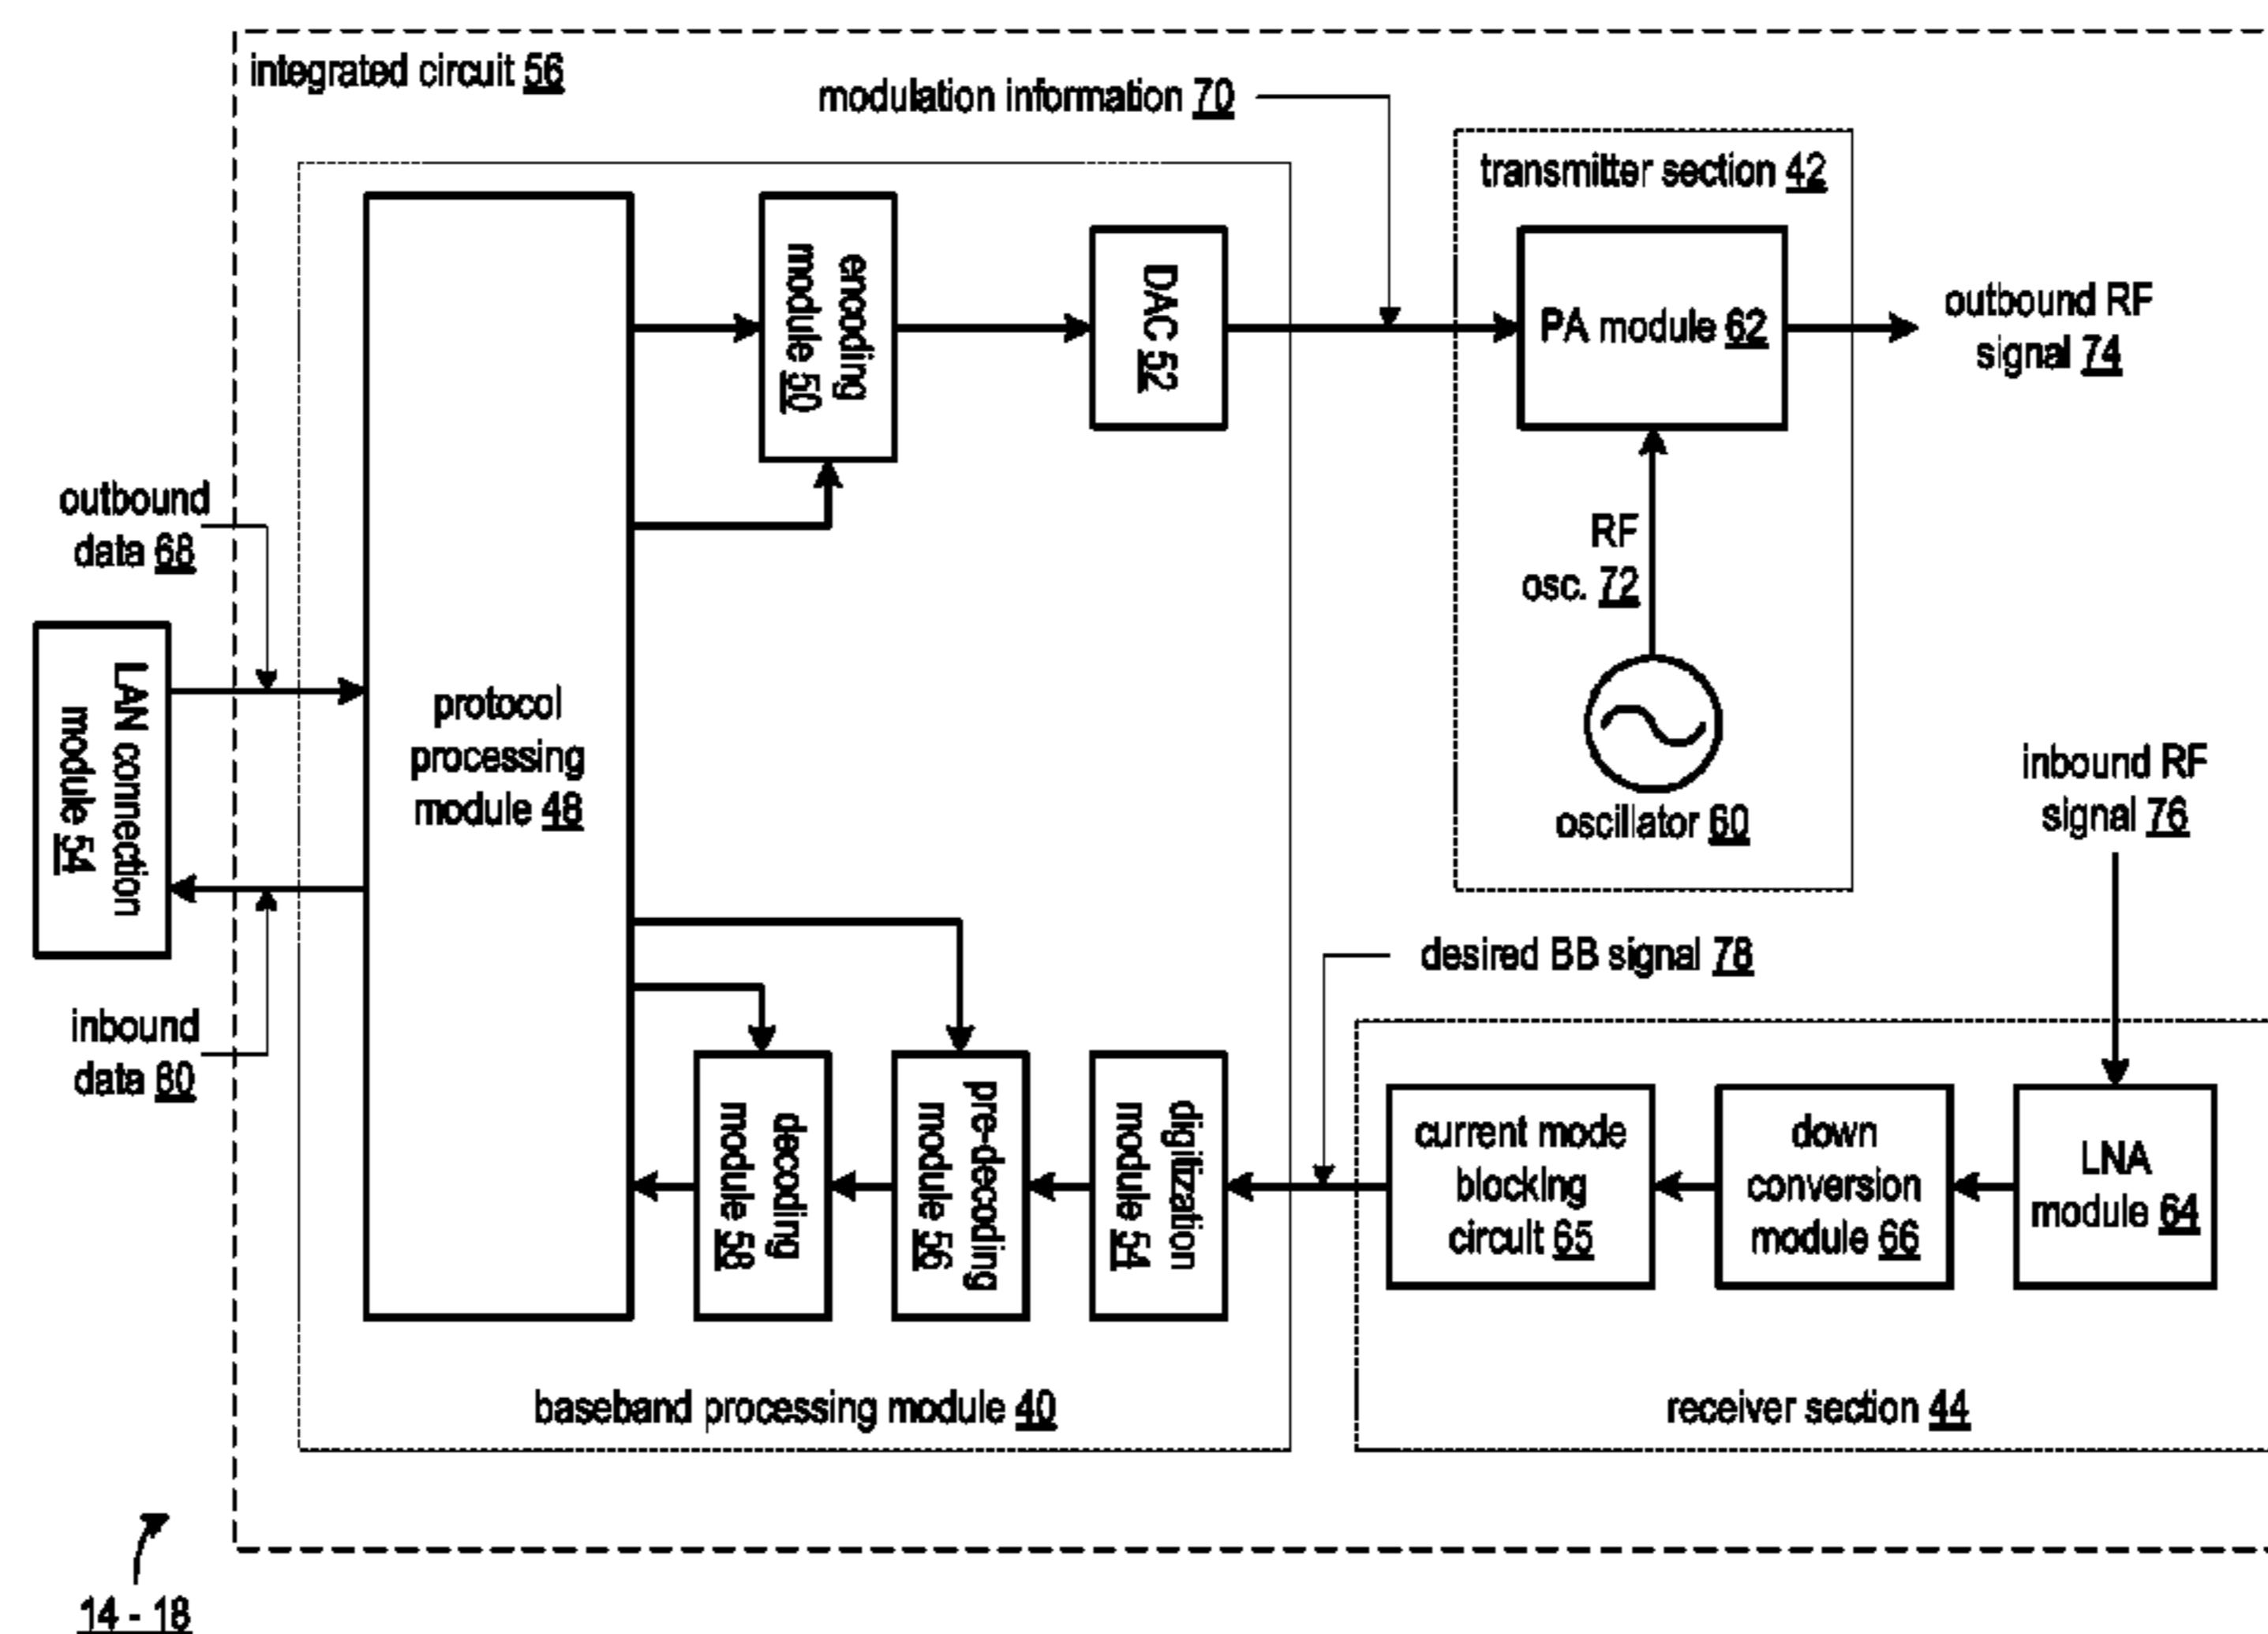 integrated circuit 56
modulation information 70
transmitter section 42
encoding
module 50
DAC 52
PA module 62
outbound RF
signal 74
outbound
data 68
RF
osc. 72
LAN connection
module 54
protocol
processing
module 48
oscillator 60
inbound RF
signal 76
desired BB signal 78
inbound
data 80
decoding
module 58
pre-decoding
module 56
digitization
module 54
current mode
blocking
circuit 65
down
conversion
module 66
LNA
module 64
baseband processing module 40
receiver section 44
14 - 18